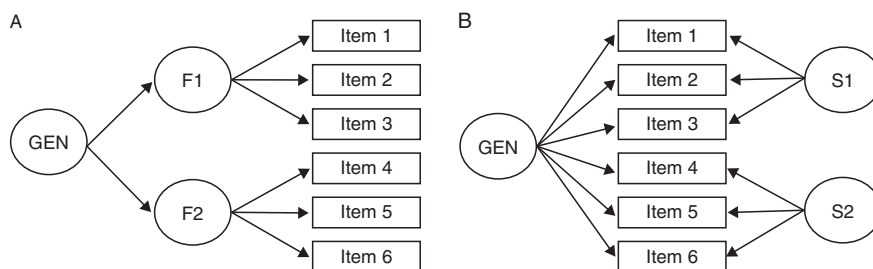 A
GEN
F1
F2
Item 1
Item 2
Item 3
Item 4
Item 5
Item 6
B
GEN
Item 1
Item 2
Item 3
Item 4
Item 5
Item 6
S1
S2